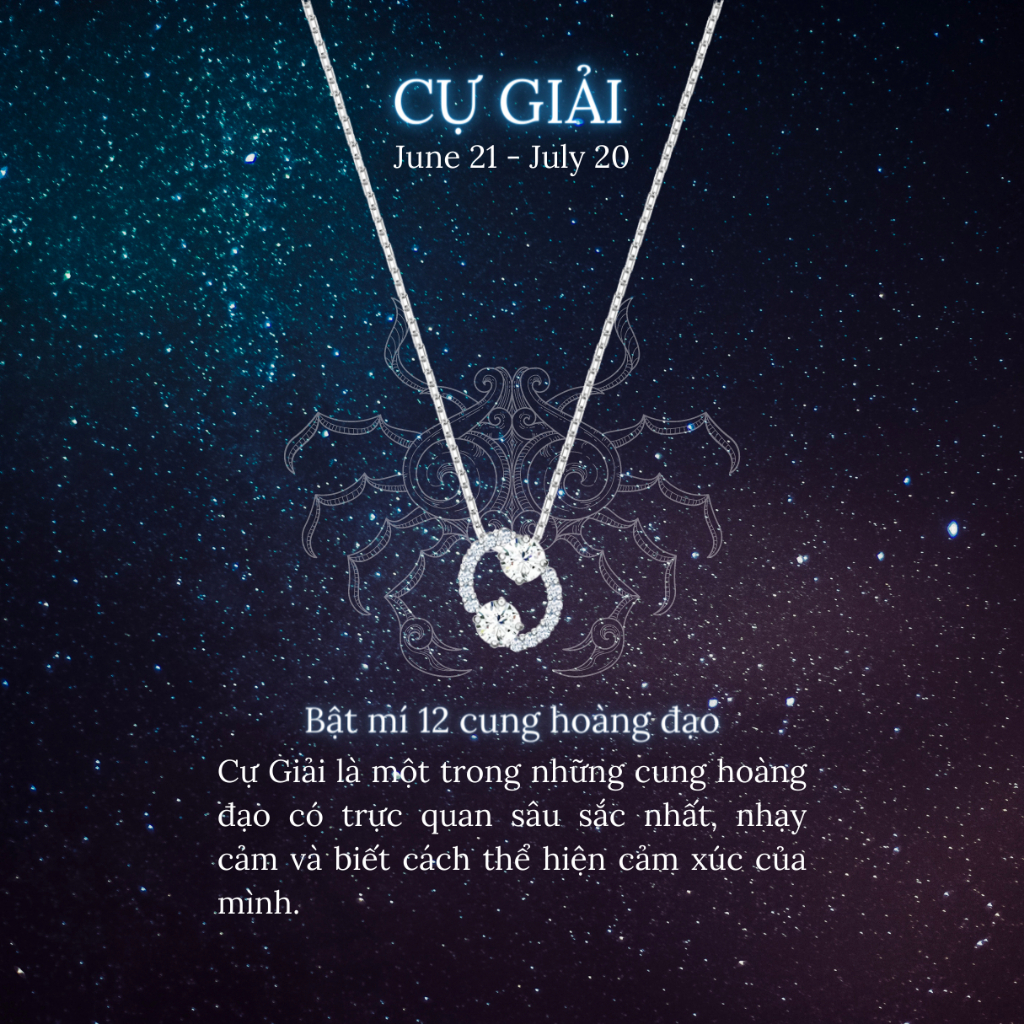 CỰ GIẢI
June 21 - July 20
Bật mí 12 cung hoàng đạo
Cự Giải là một trong những cung hoàng
đạo có trực quan sâu sắc nhất, nhạy
cảm và biết cách thể hiện cảm xúc của
mình.